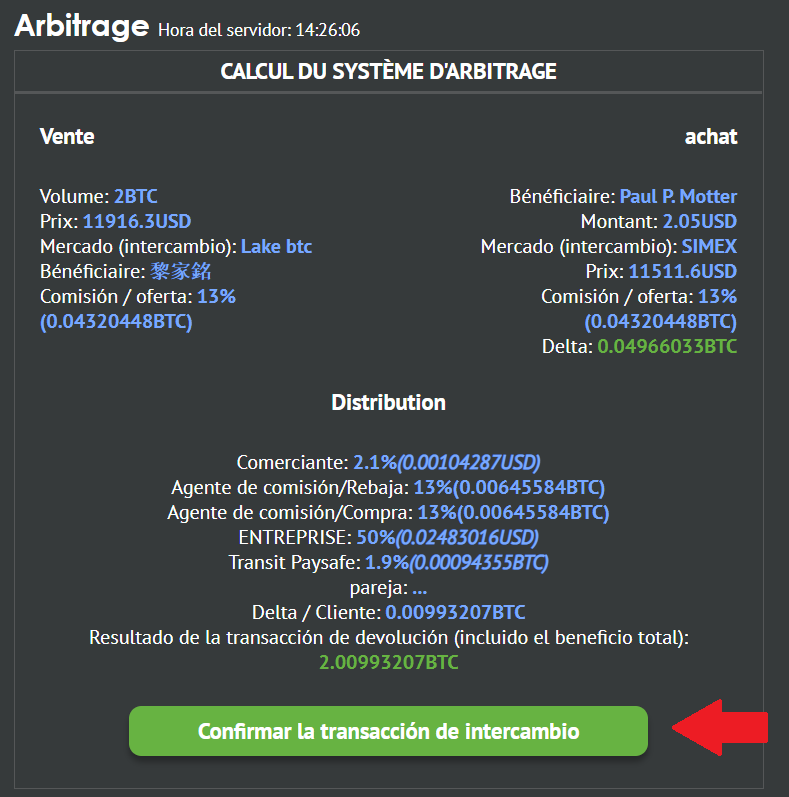 Arbitrage Hora del servidor: 14:26:06
CALCUL DU SYSTÈME D'ARBITRAGE
Vente
Volume: 2BTC
Prix: 11916.3USD
Mercado (intercambio): Lake btc
Bénéficiaire: 黎家銘
Comisión / oferta: 13%
(0.04320448BTC)
achat
Bénéficiaire: Paul P. Motter
Montant: 2.05USD
Mercado (intercambio): SIMEX
Prix: 11511.6USD
Comisión / oferta: 13%
(0.04320448BTC)
Delta: 0.04966033BTC
Distribution
Comerciante: 2.1%(0.00104287USD)
Agente de comisión/Rebaja: 13%(0.00645584BTC)
Agente de comisión/Compra: 13%(0.00645584BTC)
ENTREPRISE: 50%(0.02483016USD)
Transit Paysafe: 1.9%(0.00094355BTC)
pareja: ...
Delta / Cliente: 0.00993207BTC
Resultado de la transacción de devolución (incluido el beneficio total):
2.00993207BTC
Confirmar la transacción de intercambio